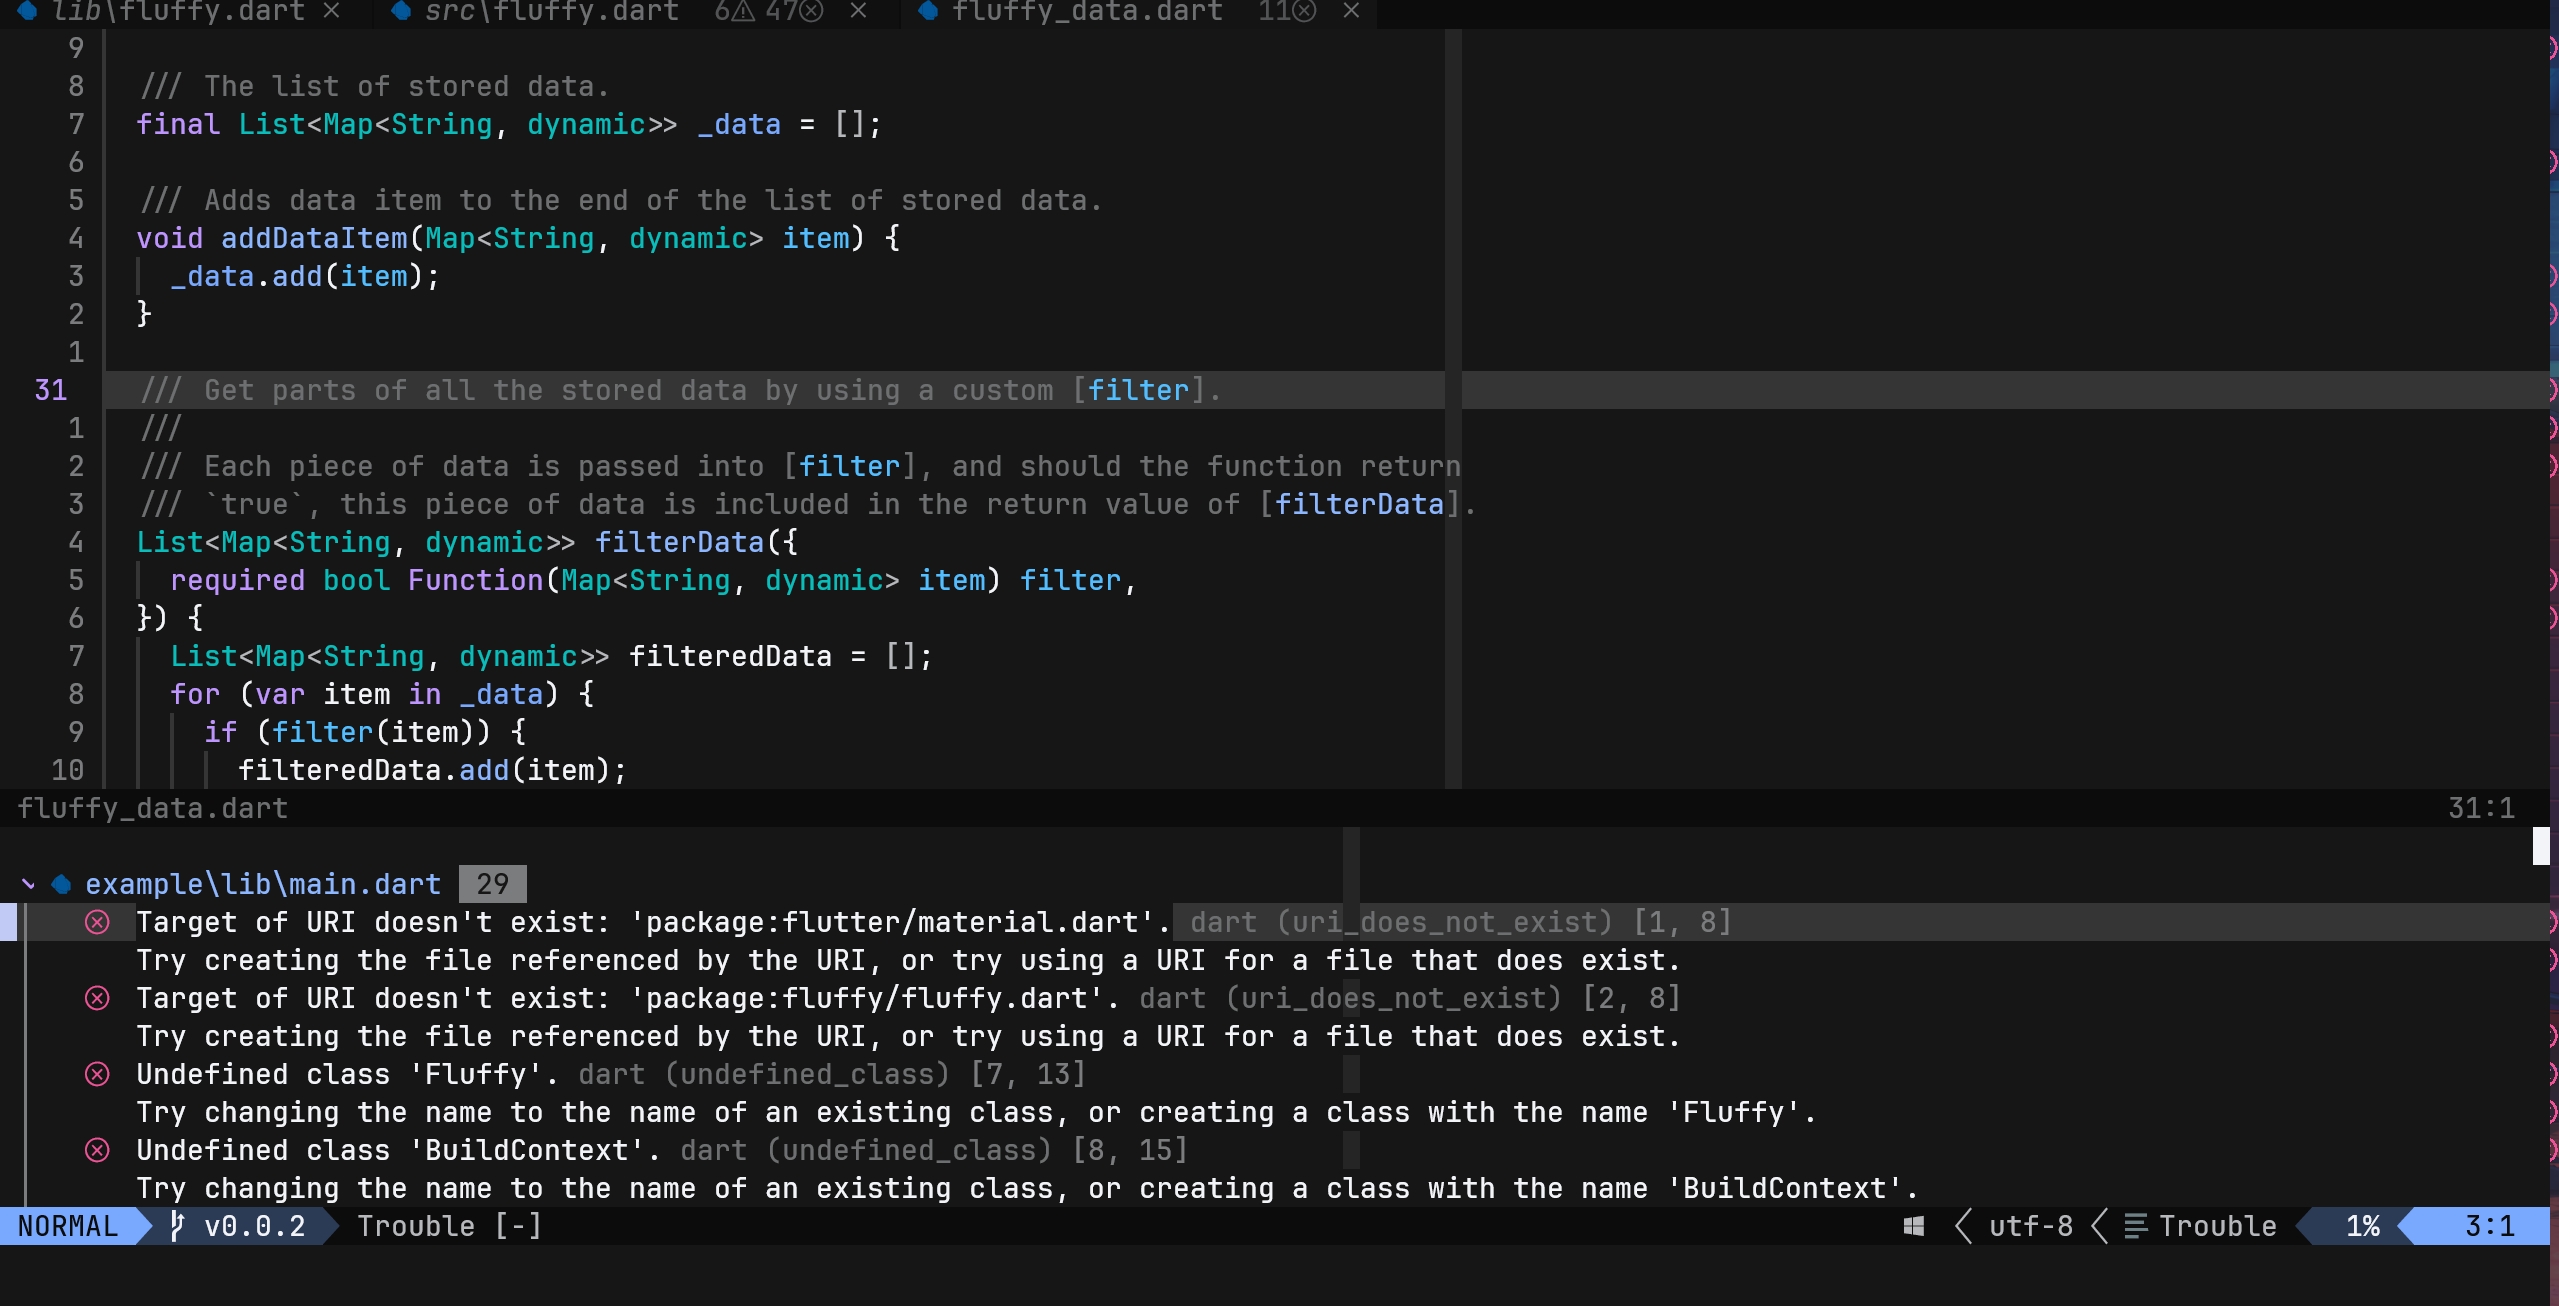 lib\fluffy.dart × src\fluffy.dart 6⚠ 47ⓧ × fluffy_data.dart 11ⓧ ×
9
8 /// The list of stored data.
7 final List<Map<String, dynamic>> _data = [];
6
5 /// Adds data item to the end of the list of stored data.
4 void addDataItem(Map<String, dynamic> item) {
3 _data.add(item);
2 }
1
31 /// Get parts of all the stored data by using a custom [filter].
1 ///
2 /// Each piece of data is passed into [filter], and should the function return
3 /// `true`, this piece of data is included in the return value of [filterData].
4 List<Map<String, dynamic>> filterData({
5 required bool Function(Map<String, dynamic> item) filter,
6 }) {
7 List<Map<String, dynamic>> filteredData = [];
8 for (var item in _data) {
9 if (filter(item)) {
10 filteredData.add(item);
fluffy_data.dart 31:1
example\lib\main.dart 29
Target of URI doesn't exist: 'package:flutter/material.dart'. dart (uri_does_not_exist) [1, 8]
Try creating the file referenced by the URI, or try using a URI for a file that does exist.
Target of URI doesn't exist: 'package:fluffy/fluffy.dart'. dart (uri_does_not_exist) [2, 8]
Try creating the file referenced by the URI, or try using a URI for a file that does exist.
Undefined class 'Fluffy'. dart (undefined_class) [7, 13]
Try changing the name to the name of an existing class, or creating a class with the name 'Fluffy'.
Undefined class 'BuildContext'. dart (undefined_class) [8, 15]
Try changing the name to the name of an existing class, or creating a class with the name 'BuildContext'.
NORMAL v0.0.2 Trouble [-] utf-8 Trouble 1% 3:1